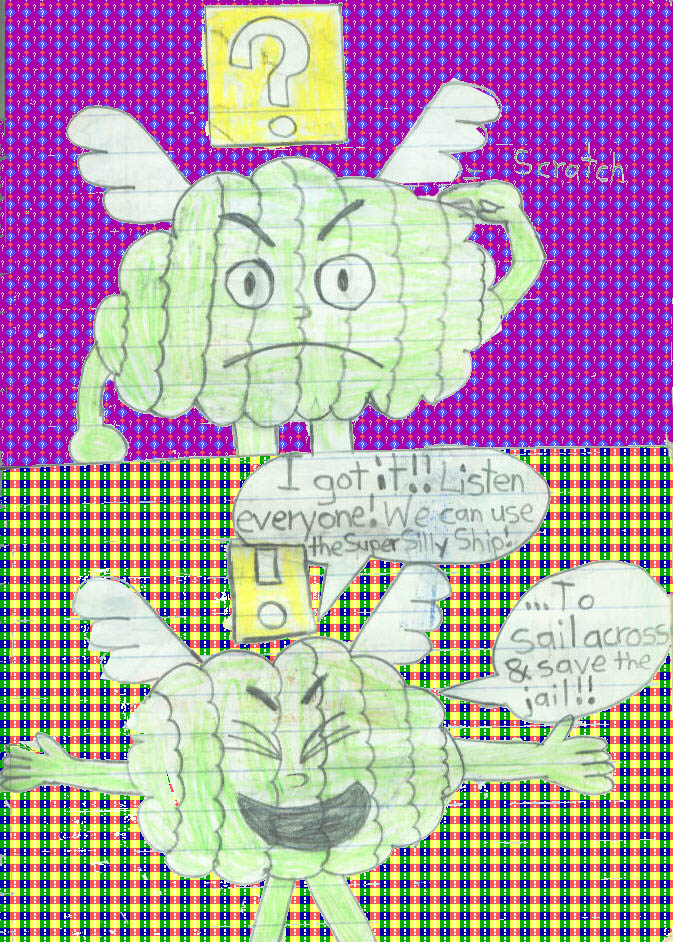 ?
Scratch
I got it!! Listen
everyone! We can use
the Super Silly Ship!
!
...To
sail across
& save the
jail!!